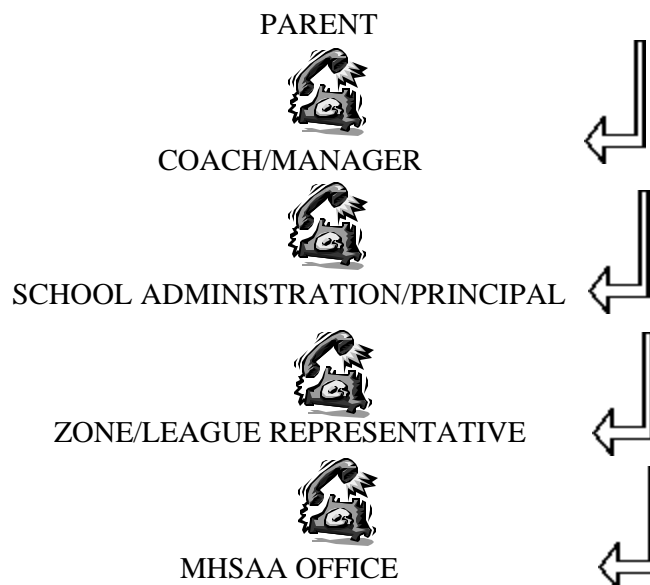 PARENT
COACH/MANAGER
SCHOOL ADMINISTRATION/PRINCIPAL
ZONE/LEAGUE REPRESENTATIVE
MHSAA OFFICE